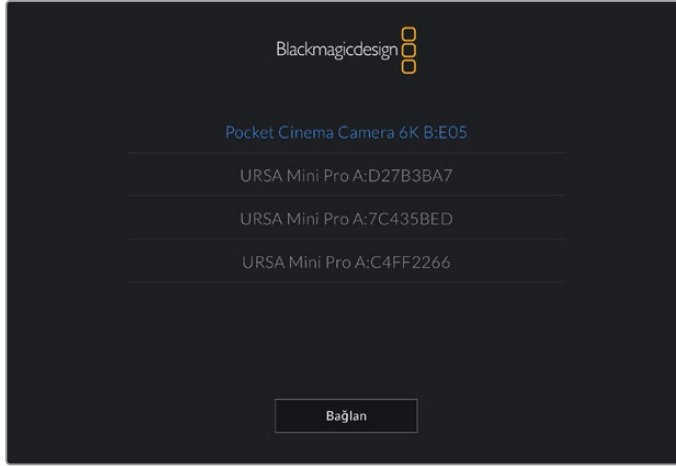 Blackmagicdesign
Pocket Cinema Camera 6K B:E05
URSA Mini Pro A:D27B3BA7
URSA Mini Pro A:7C435BED
URSA Mini Pro A:C4FF2266
Bağlan